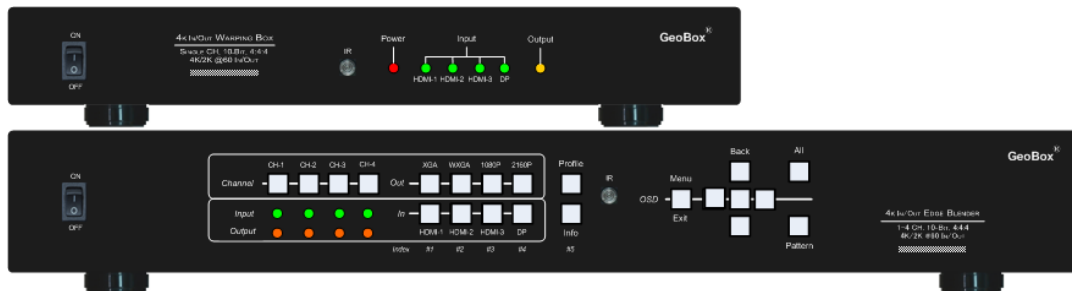 ON
OFF
4K IN/OUT WARPING BOX
SINGLE CH, 10-BIT, 4:4:4
4K/2K @60 IN/OUT
IR
Power
Input
Output
HDMI-1 HDMI-2 HDMI-3 DP
GeoBox®
ON
OFF
CH-1 CH-2 CH-3 CH-4 XGA WXGA 1080P 2160P
Channel Out
Input In
Output
HDMI-1 HDMI-2 HDMI-3 DP
Index #1 #2 #3 #4 #5
Profile
Info
IR
Back
All
Menu
OSD
Exit
Pattern
GeoBox®
4K IN/OUT EDGE BLENDER
1~4 CH, 10-BIT, 4:4:4
4K/2K @60 IN/OUT